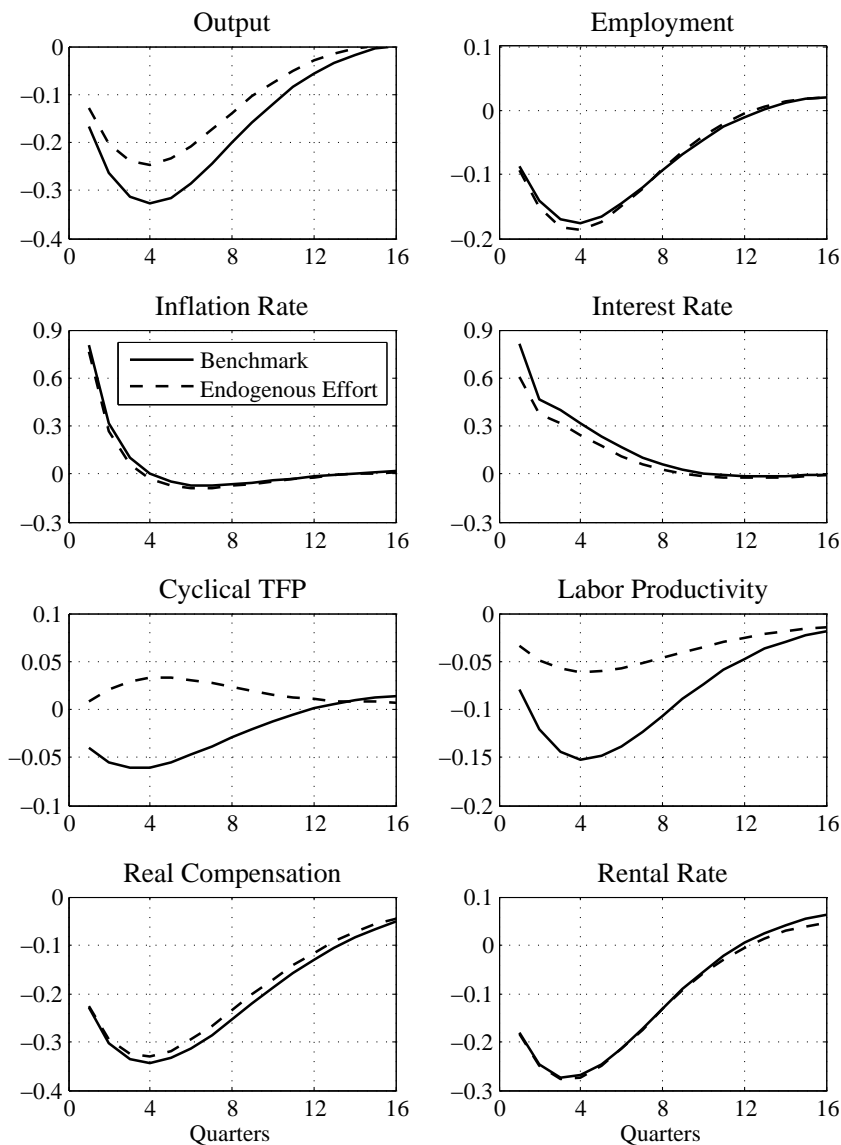 Output
0
−0.1
−0.2
−0.3
−0.4
0 4 8 12 16
Employment
0.1
0
−0.1
−0.2
0 4 8 12 16
Inflation Rate
0.9
0.6
0.3
0
−0.3
0 4 8 12 16
Benchmark
Endogenous Effort
Interest Rate
0.9
0.6
0.3
0
−0.3
0 4 8 12 16
Cyclical TFP
0.1
0.05
0
−0.05
−0.1
0 4 8 12 16
Labor Productivity
0
−0.05
−0.1
−0.15
−0.2
0 4 8 12 16
Real Compensation
0
−0.1
−0.2
−0.3
−0.4
0 4 8 12 16
Quarters
Rental Rate
0.1
0
−0.1
−0.2
−0.3
0 4 8 12 16
Quarters